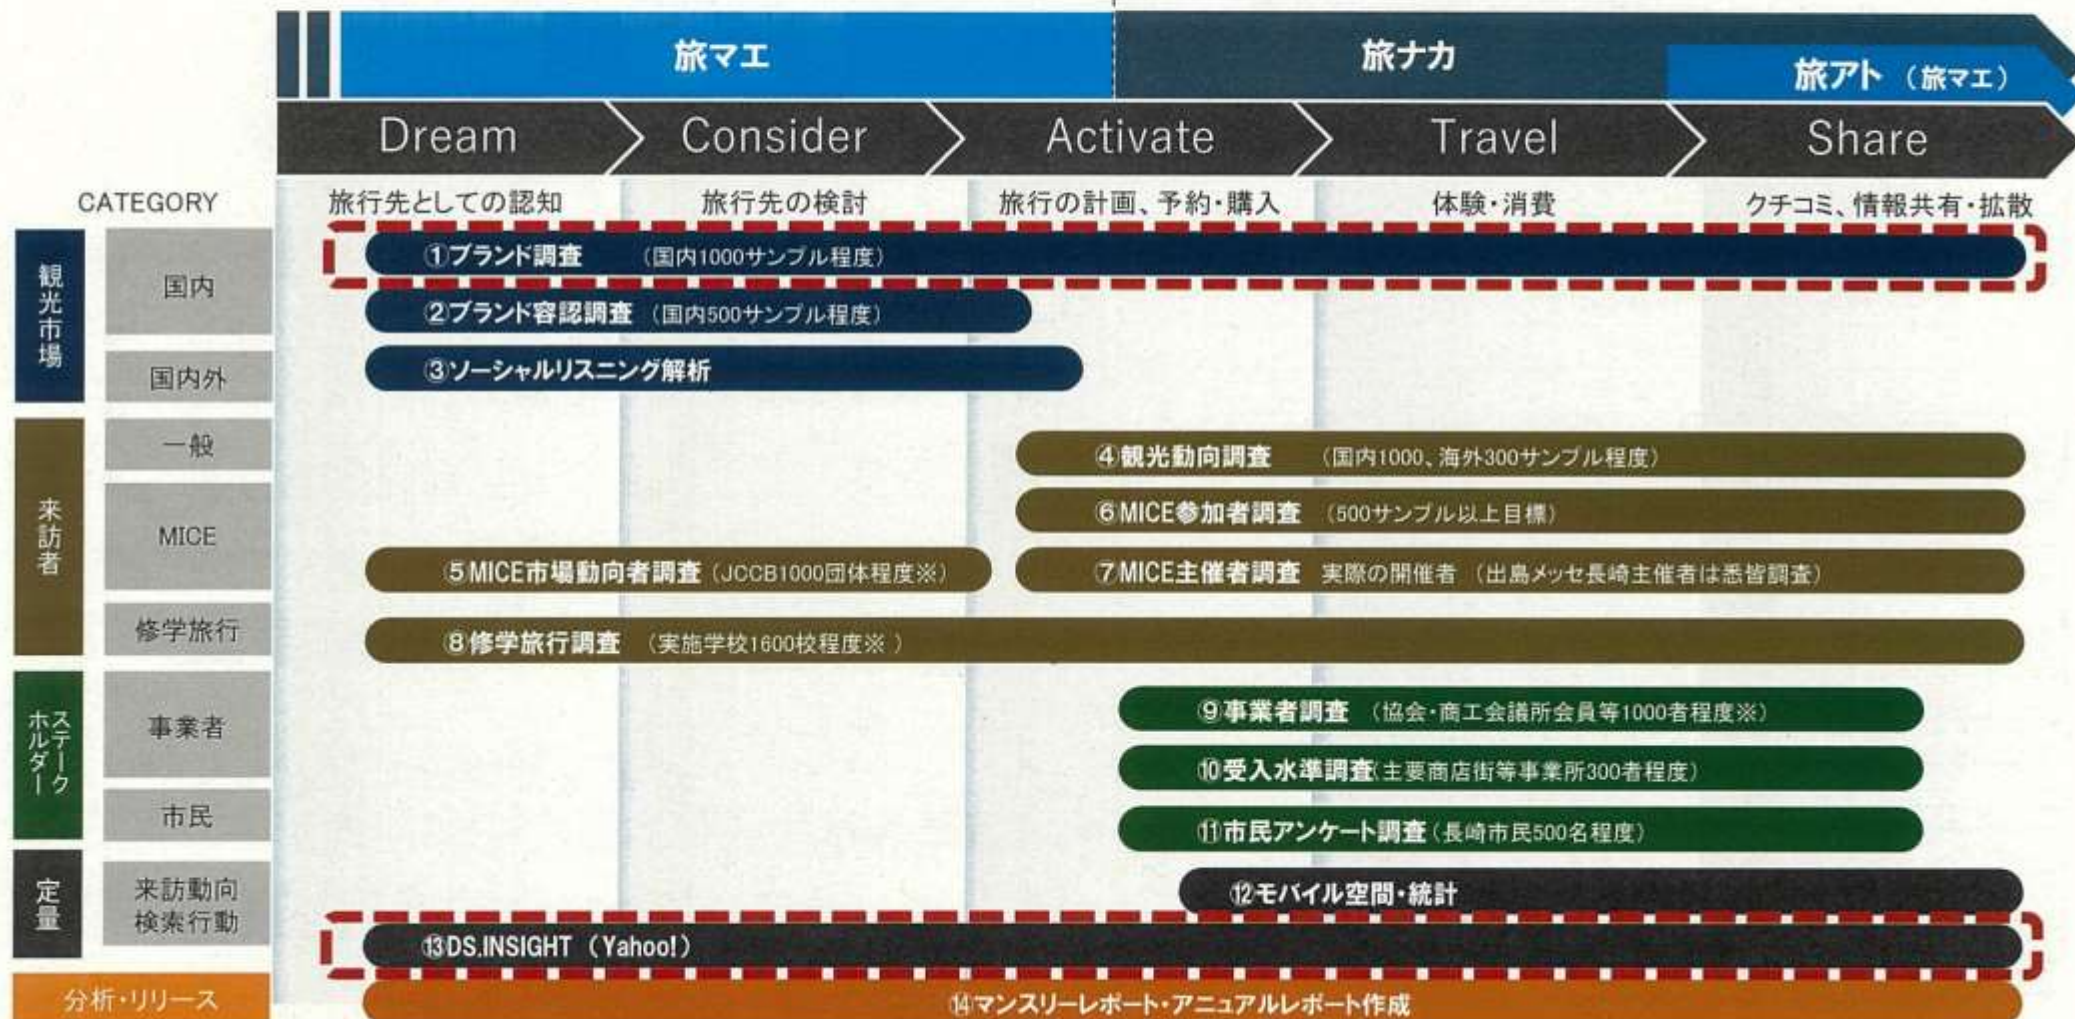 旅マエ
旅ナカ
旅アト（旅マエ）
Dream
Consider
Activate
Travel
Share
CATEGORY
旅行先としての認知
旅行先の検討
旅行の計画、予約・購入
体験・消費
クチコミ、情報共有・拡散
観光市場
国内
①ブランド調査 （国内1000サンプル程度）
②ブランド容認調査 （国内500サンプル程度）
国内外
③ソーシャルリスニング解析
来訪者
一般
④観光動向調査 （国内1000、海外300サンプル程度）
MICE
⑥MICE参加者調査 （500サンプル以上目標）
⑤MICE市場動向者調査（JCCB1000団体程度※）
⑦MICE主催者調査 実際の開催者 （出島メッセ長崎主催者は悉皆調査）
修学旅行
⑧修学旅行調査 （実施学校1600校程度※ ）
ステーク
ホルダー
事業者
⑨事業者調査 （協会・商工会議所会員等1000者程度※）
⑩受入水準調査（主要商店街等事業所300者程度）
市民
⑪市民アンケート調査（長崎市民500名程度）
定量
来訪動向
検索行動
⑫モバイル空間・統計
⑬DS.INSIGHT （Yahoo!）
分析・リリース
⑭マンスリーレポート・アニュアルレポート作成